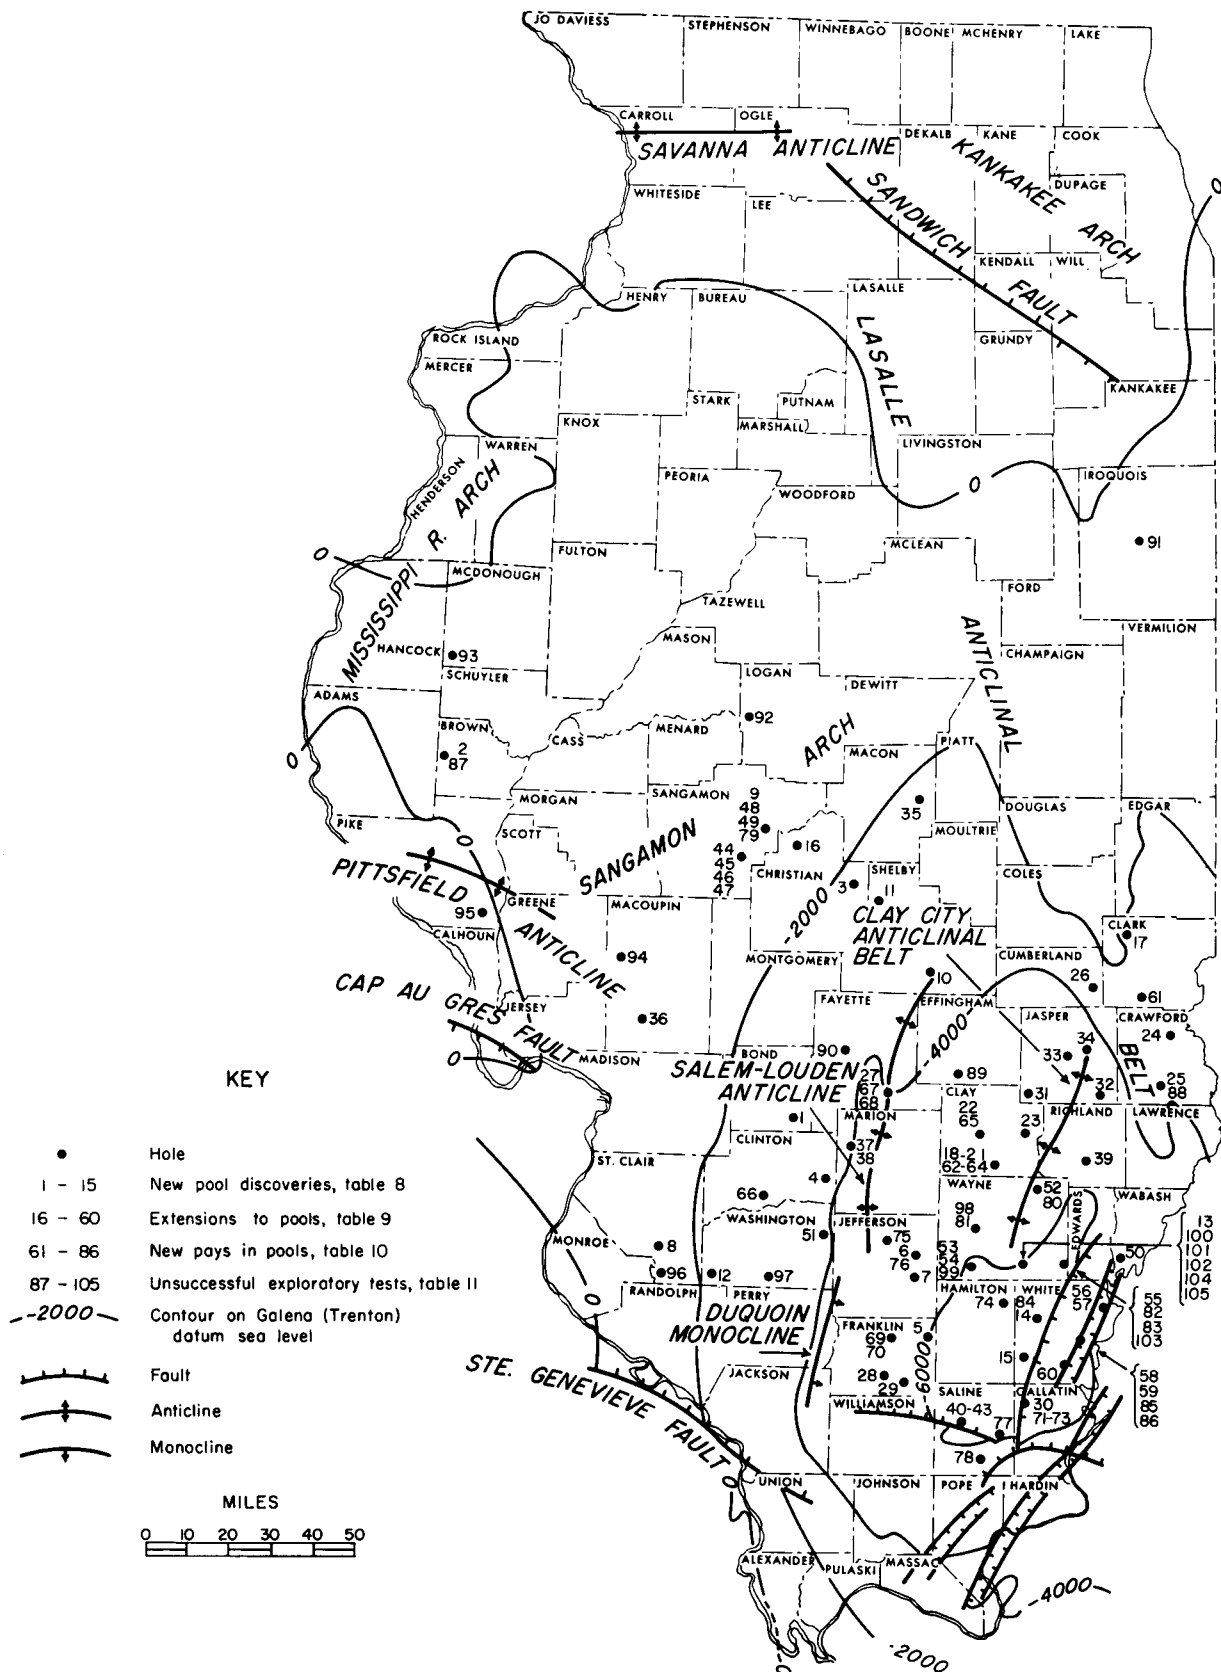 JO DAVIESS
STEPHENSON
WINNEBAGO
BOONE
MCHENRY
LAKE
CARROLL
OGLE
DEKALB
KANE
COOK
SAVANNA ANTICLINE
KANKAKEE ARCH
DUPAGE
WHITESIDE
LEE
SANDWICH FAULT
0
KENDALL
WILL
HENRY
BUREAU
LASALLE
ROCK ISLAND
GRUNDY
MERCER
LASALLE
KANKAKEE
STARK
PUTNAM
KNOX
MARSHALL
WARREN
LIVINGSTON
HENDERSON
PEORIA
IROQUOIS
WOODFORD
0
MISSISSIPPI R. ARCH
91
0
FULTON
MCLEAN
MCDONOUGH
FORD
TAZEWELL
MASON
ANTICLINAL
VERMILION
HANCOCK
93
CHAMPAIGN
SCHUYLER
LOGAN
DEWITT
ADAMS
92
BROWN
MENARD
CASS
ARCH
PIATT
0
2
87
MACON
SANGAMON
9
48
49
79
35
MORGAN
DOUGLAS
EDGAR
PIKE
SCOTT
MOULTRIE
0
SANGAMON
16
44
45
46
47
CHRISTIAN
SHELBY
3
11
COLES
PITTSFIELD ANTICLINE
GREENE
MACOUPIN
-2000
CLAY CITY
ANTICLINAL
BELT
95
CALHOUN
CLARK
17
94
MONTGOMERY
CUMBERLAND
10
26
61
CAP AU GRES FAULT
JERSEY
36
FAYETTE
EFFINGHAM
JASPER
CRAWFORD
-4000-
24
MADISON
BOND
90
33
34
BELT
0
KEY
SALEM-LOUDEN
ANTICLINE
27
67
68
89
31
32
25
88
CLAY
22
65
23
RICHLAND
LAWRENCE
MARION
1
CLINTON
37
38
18-21
62-64
39
ST. CLAIR
4
66
WAYNE
52
80
WABASH
EDWARDS
WASHINGTON
51
JEFFERSON
98
81
75
6
76
7
53
54
99
50
13
100
101
102
104
105
MONROE
8
96
12
97
RANDOLPH
PERRY
HAMILTON
74
WHITE
84
14
56
57
55
82
83
103
0
DUQUOIN
MONOCLINE
FRANKLIN
69
70
5
15
60
58
59
85
86
STE. GENEVIEVE FAULT
JACKSON
28
29
-6000-
WILLIAMSON
SALINE
40-43
GALLATIN
30
71-73
77
78
0
UNION
JOHNSON
POPE
HARDIN
ALEXANDER
PULASKI
MASSAC
-4000-
-2000
0
● Hole
1 - 15 New pool discoveries, table 8
16 - 60 Extensions to pools, table 9
61 - 86 New pays in pools, table 10
87 - 105 Unsuccessful exploratory tests, table 11
-2000- Contour on Galena (Trenton)
datum sea level
Fault
Anticline
Monocline
MILES
0 10 20 30 40 50